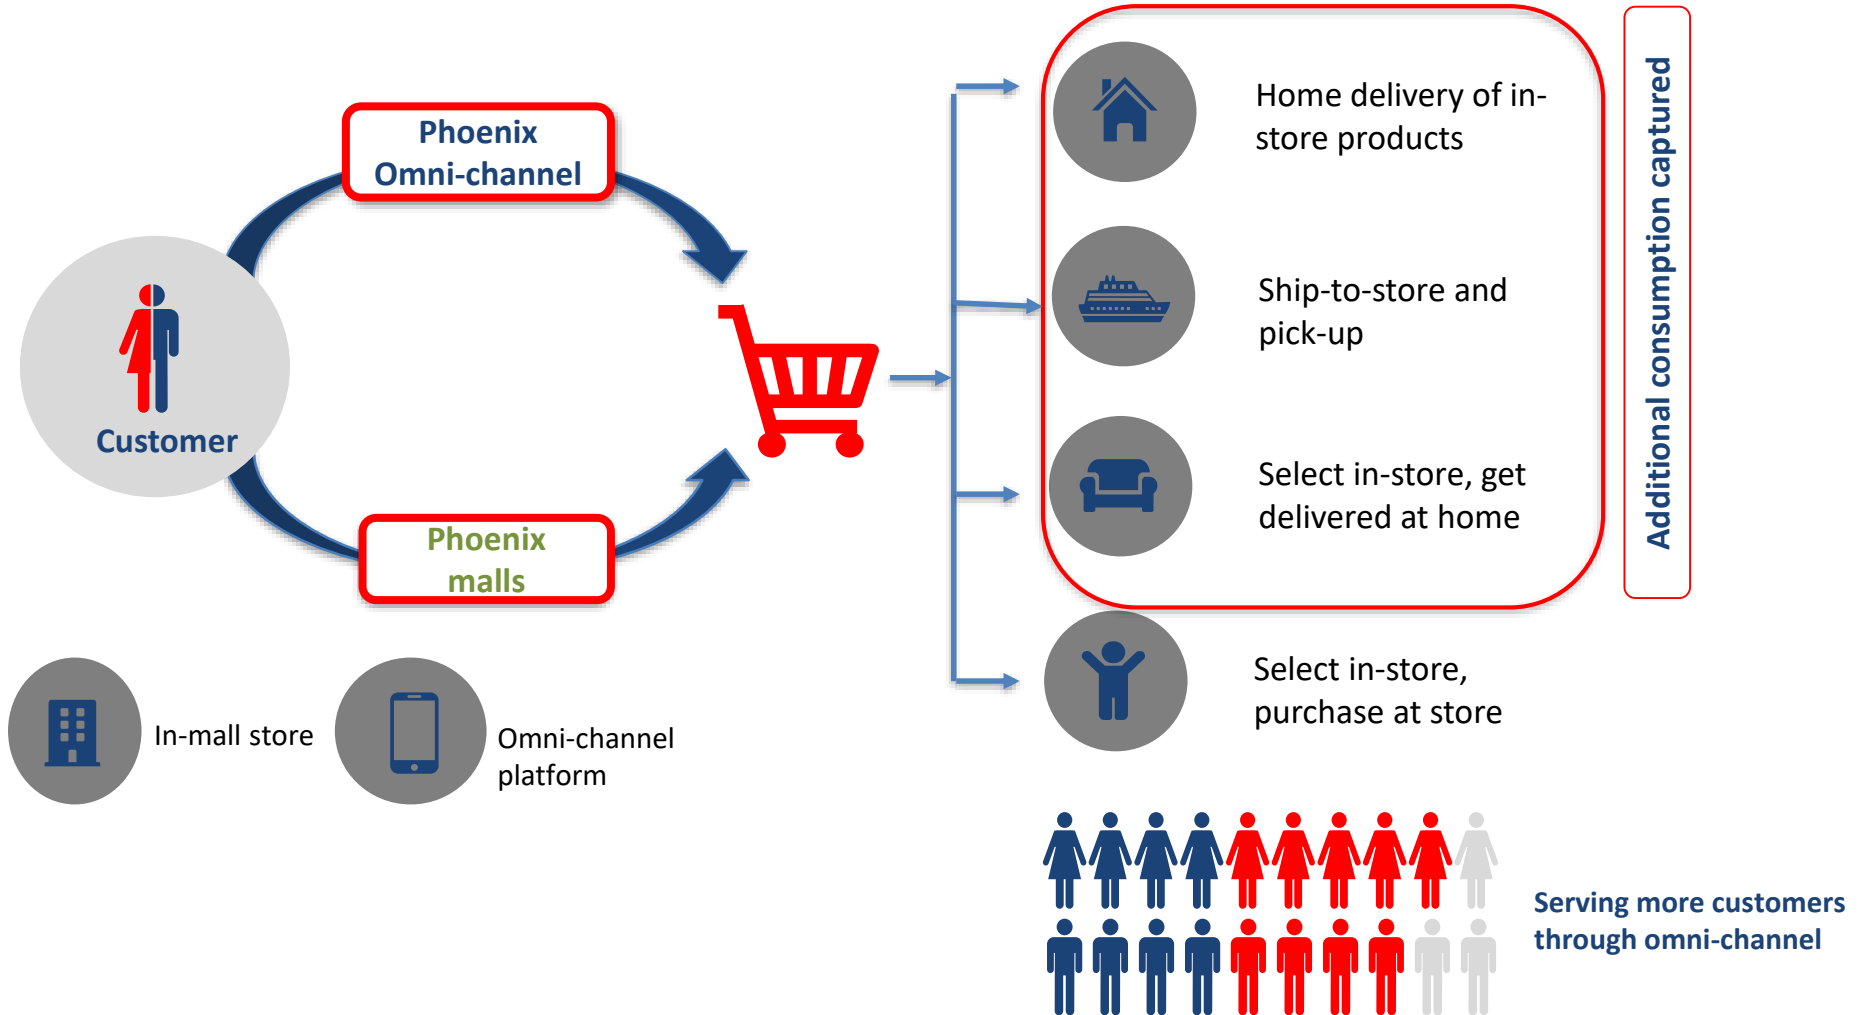 Phoenix
Omni-channel
Customer
Phoenix
malls
In-mall store
Omni-channel
platform
Home delivery of in-
store products
Ship-to-store and
pick-up
Select in-store, get
delivered at home
Select in-store,
purchase at store
Additional consumption captured
Serving more customers
through omni-channel